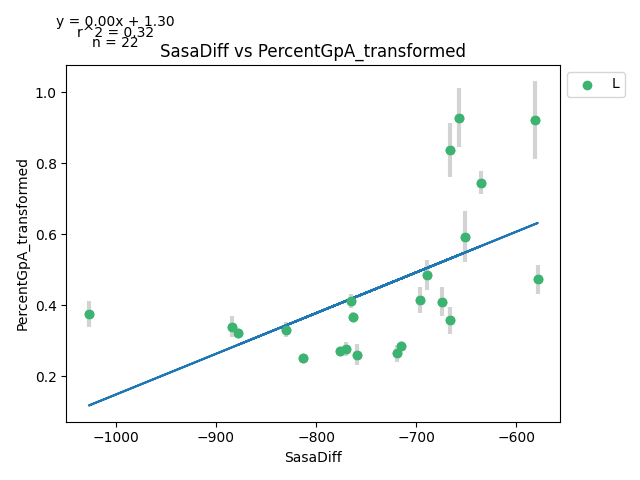 y = 0.00x + 1.30
r^2 = 0.32
n = 22
SasaDiff vs PercentGpA_transformed
L
PercentGpA_transformed
1.0
0.8
0.6
0.4
0.2
−1000
−900
−800
−700
−600
SasaDiff